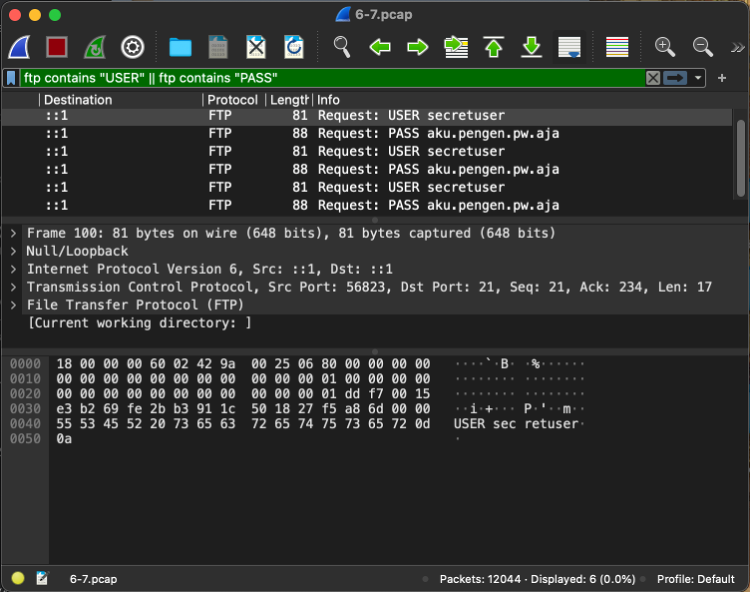 6-7.pcap
ftp contains "USER" || ftp contains "PASS"
Destination Protocol Length Info
::1 FTP 81 Request: USER secretuser
::1 FTP 88 Request: PASS aku.pengen.pw.aja
::1 FTP 81 Request: USER secretuser
::1 FTP 88 Request: PASS aku.pengen.pw.aja
::1 FTP 81 Request: USER secretuser
::1 FTP 88 Request: PASS aku.pengen.pw.aja
Frame 100: 81 bytes on wire (648 bits), 81 bytes captured (648 bits)
Null/Loopback
Internet Protocol Version 6, Src: ::1, Dst: ::1
Transmission Control Protocol, Src Port: 56823, Dst Port: 21, Seq: 21, Ack: 234, Len: 17
File Transfer Protocol (FTP)
[Current working directory: ]
0000 18 00 00 00 60 02 42 9a 00 25 06 80 00 00 00 00 ····`·B· ·%······
0010 00 00 00 00 00 00 00 00 00 00 00 01 00 00 00 00 ········ ········
0020 00 00 00 00 00 00 00 00 00 00 00 01 dd f7 00 15 ········ ········
0030 e3 b2 69 fe 2b b3 91 1c 50 18 27 f5 a8 6d 00 00 ··i·+··· P·'··m··
0040 55 53 45 52 20 73 65 63 72 65 74 75 73 65 72 0d USER sec retuser·
0050 0a ·
6-7.pcap Packets: 12044 · Displayed: 6 (0.0%) Profile: Default